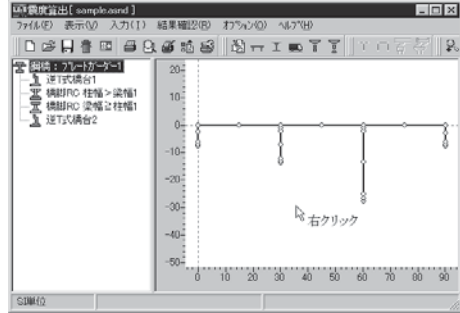 震度算出[ sample.asnd ]
ファイル(F) 表示(V) 入力(I) 結果確認(R) オプション(O) ヘルプ(H)
鋼橋：プレートガーダー1
逆T式橋台1
橋脚RC 柱幅＞梁幅1
橋脚RC (梁幅≧柱幅1
逆T式橋台2
20
10
0
-10
-20
-30
-40
-50
右クリック
0 10 20 30 40 50 60 70 80 90
SI単位